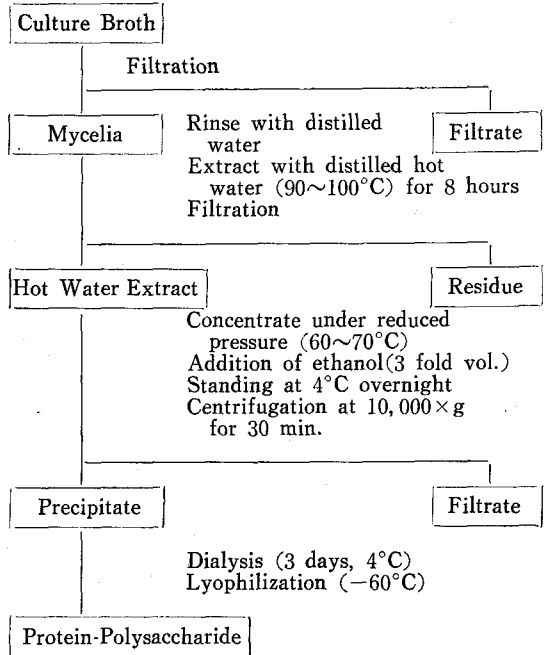 Culture Broth
Filtration
Mycelia
Rinse with distilled
water
Extract with distilled hot
water (90~100°C) for 8 hours
Filtration
Filtrate
Hot Water Extract
Residue
Concentrate under reduced
pressure (60~70°C)
Addition of ethanol(3 fold vol.)
Standing at 4°C overnight
Centrifugation at 10,000×g
for 30 min.
Precipitate
Filtrate
Dialysis (3 days, 4°C)
Lyophilization (−60°C)
Protein-Polysaccharide